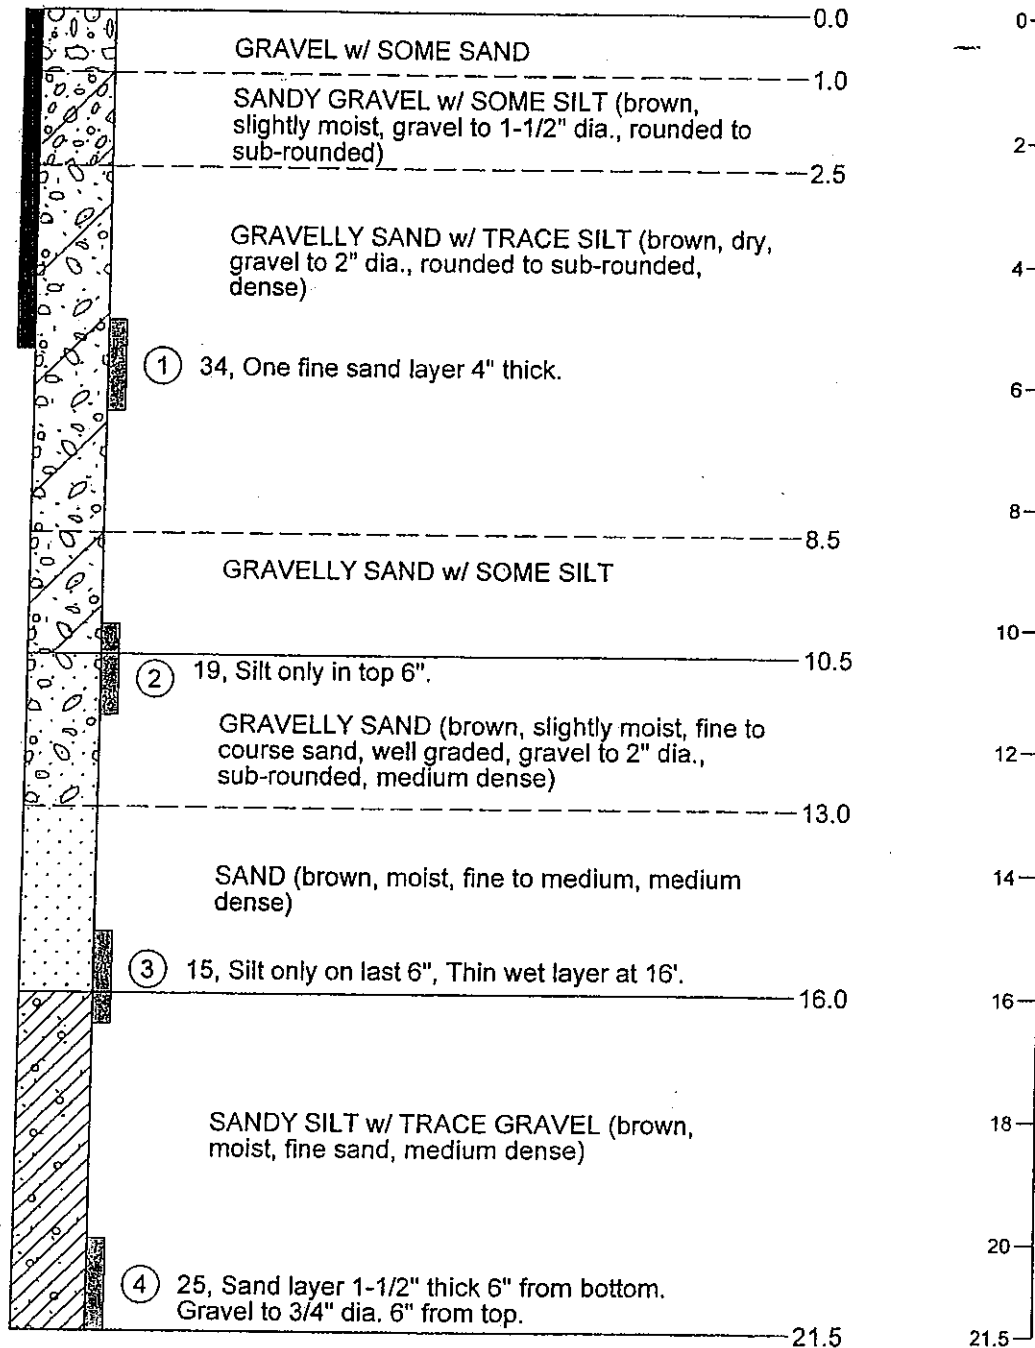 0.0
0
GRAVEL w/ SOME SAND
1.0
SANDY GRAVEL w/ SOME SILT (brown,
slightly moist, gravel to 1-1/2" dia., rounded to
sub-rounded)
2
2.5
GRAVELLY SAND w/ TRACE SILT (brown, dry,
gravel to 2" dia., rounded to sub-rounded,
dense)
4
1 34, One fine sand layer 4" thick.
6
8
8.5
GRAVELLY SAND w/ SOME SILT
10
10.5
2 19, Silt only in top 6".
GRAVELLY SAND (brown, slightly moist, fine to
course sand, well graded, gravel to 2" dia.,
sub-rounded, medium dense)
12
13.0
SAND (brown, moist, fine to medium, medium
dense)
14
3 15, Silt only on last 6", Thin wet layer at 16'.
16.0
16
SANDY SILT w/ TRACE GRAVEL (brown,
moist, fine sand, medium dense)
18
20
4 25, Sand layer 1-1/2" thick 6" from bottom.
Gravel to 3/4" dia. 6" from top.
21.5
21.5